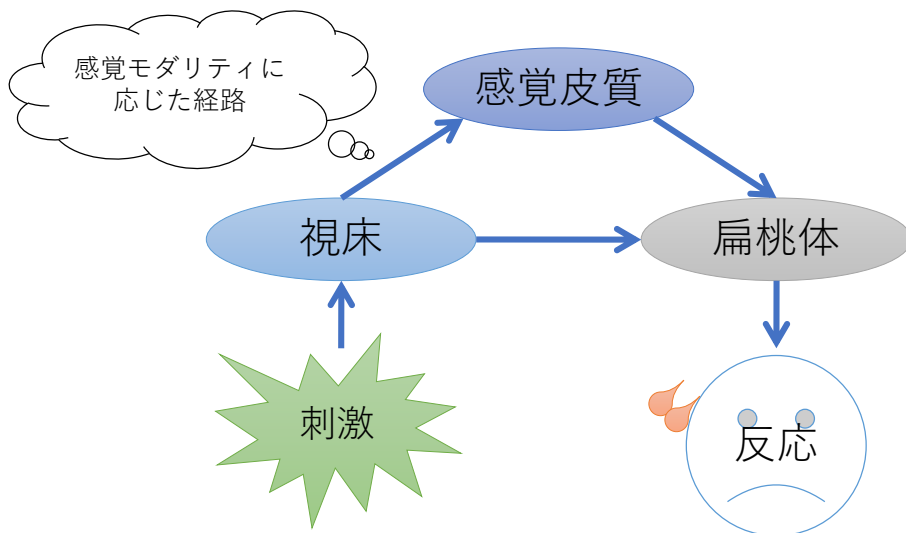 感覚モダリティに
応じた経路
感覚皮質
視床
扁桃体
刺激
反応